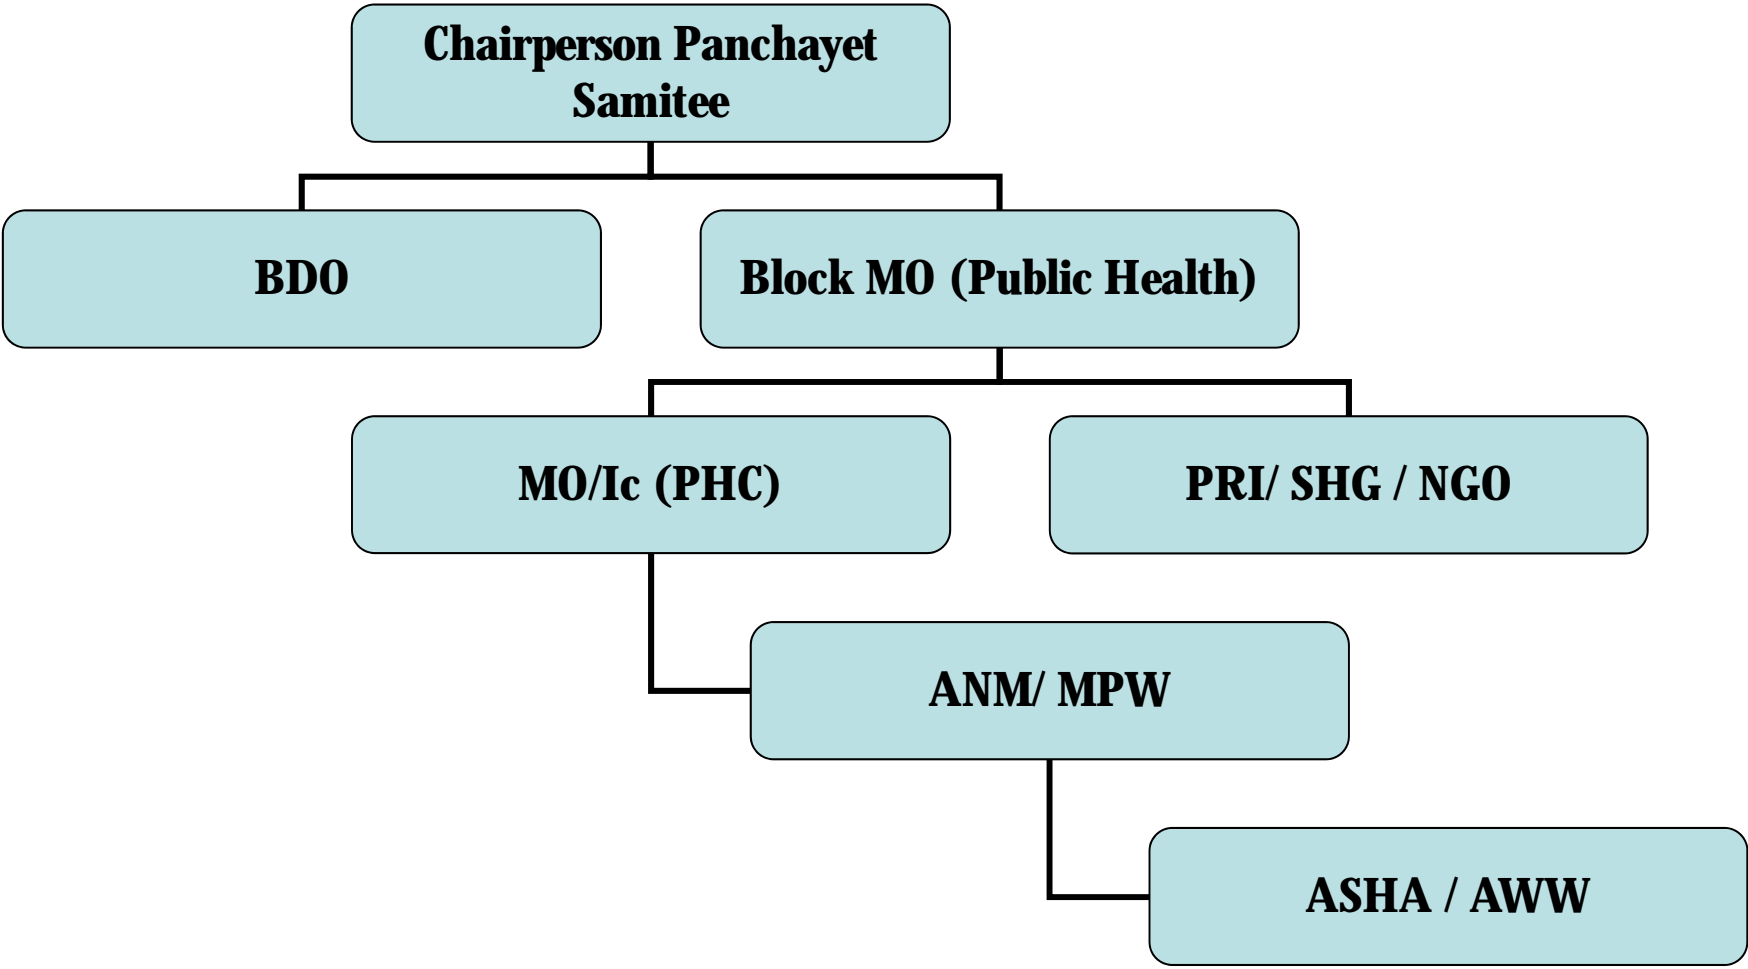 Chairperson Panchayet
Samitee
BDO
Block MO (Public Health)
MO/Ic (PHC)
PRI/ SHG / NGO
ANM/ MPW
ASHA / AWW